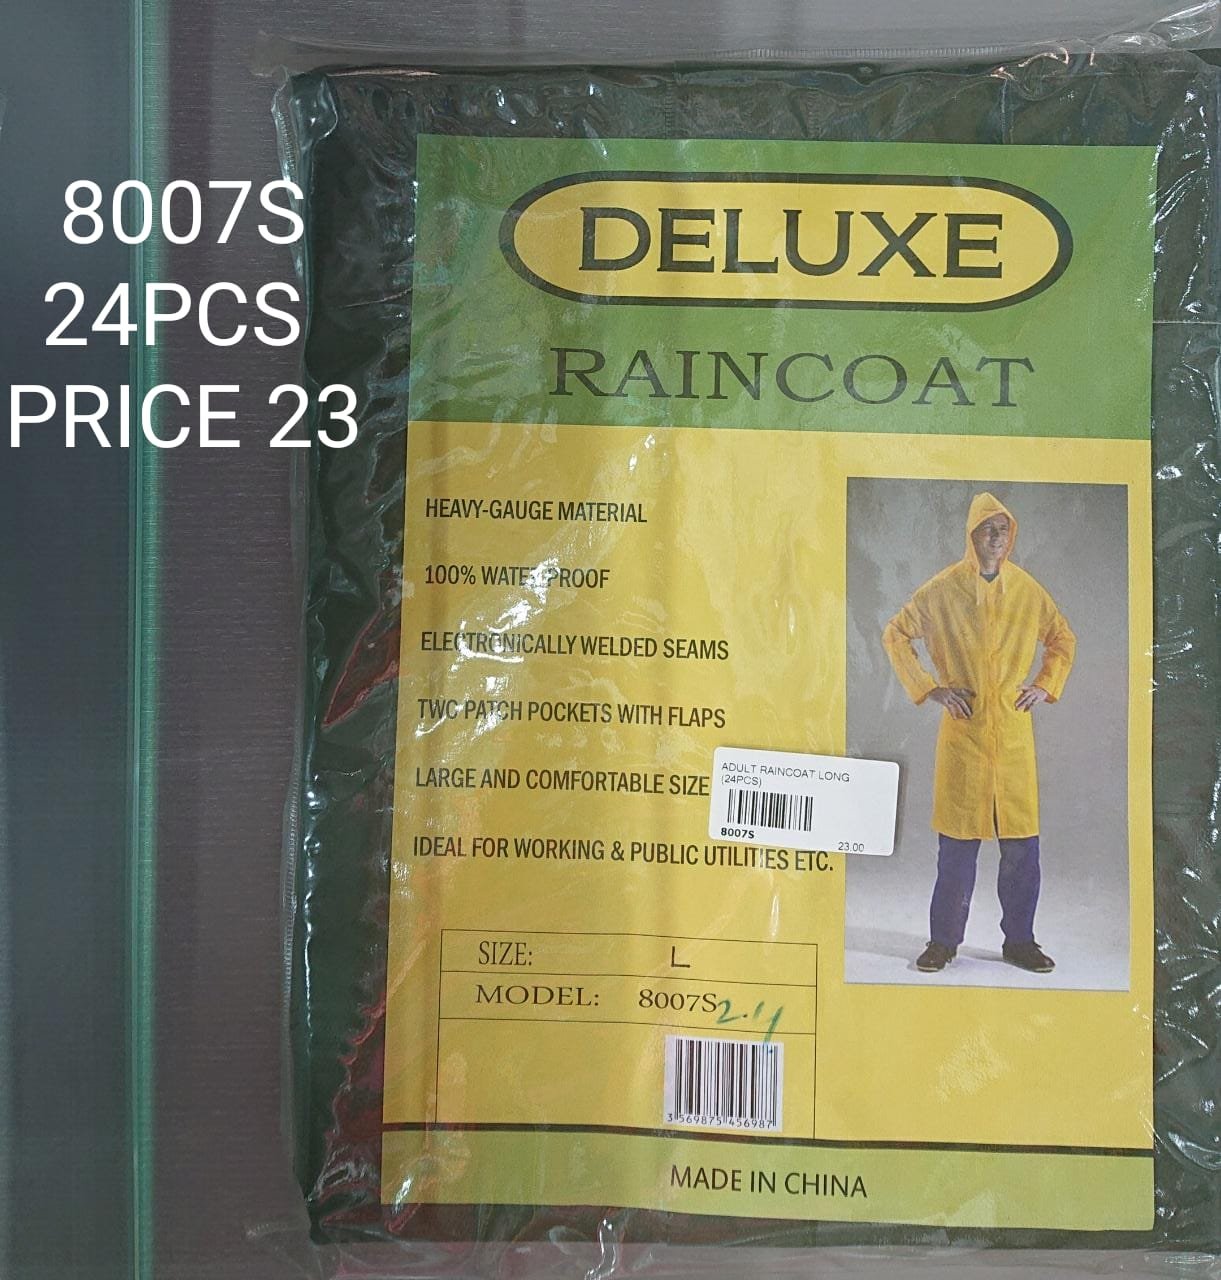 8007S
24PCS
PRICE 23
DELUXE
RAINCOAT
HEAVY-GAUGE MATERIAL
100% WATERPROOF
ELECTRONICALLY WELDED SEAMS
TWO PATCH POCKETS WITH FLAPS
LARGE AND COMFORTABLE SIZE
IDEAL FOR WORKING & PUBLIC UTILITIES ETC.
ADULT RAINCOAT LONG
(24PCS)
8007S
23.00
SIZE: L
MODEL: 8007S
3 569875 456987
MADE IN CHINA